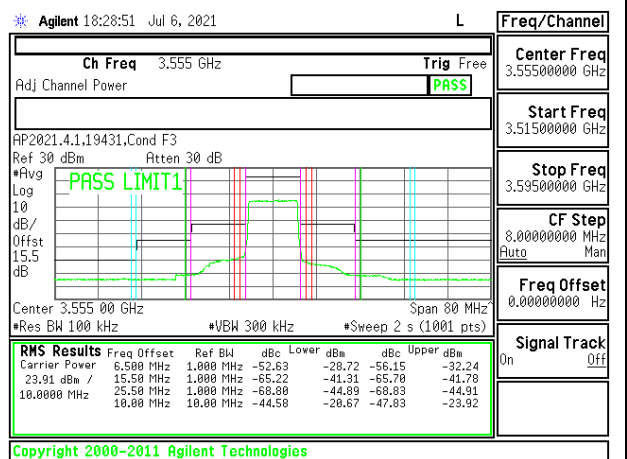 Agilent 18:28:51 Jul 6, 2021 L Freq/Channel
Ch Freq 3.555 GHz Trig Free
Adj Channel Power PASS
Center Freq
3.55500000 GHz
Start Freq
3.51500000 GHz
AP2021.4.1,19431,Cond F3
Ref 30 dBm Atten 30 dB
#Avg
Log
10
dB/
Offst
15.5
dB
PASS LIMIT1
Stop Freq
3.59500000 GHz
CF Step
8.00000000 MHz
Auto Man
Freq Offset
0.00000000 Hz
Center 3.555 00 GHz Span 80 MHz^
#Res BW 100 kHz #VBW 300 kHz #Sweep 2 s (1001 pts)
Signal Track
On Off
RMS Results Freq Offset Ref BW dBc Lower dBm dBc Upper dBm
Carrier Power 6.500 MHz 1.000 MHz -52.63 -28.72 -56.15 -32.24
23.91 dBm / 15.50 MHz 1.000 MHz -65.22 -41.31 -65.70 -41.78
10.0000 MHz 25.50 MHz 1.000 MHz -68.80 -44.89 -68.83 -44.91
10.00 MHz 10.00 MHz -44.58 -20.67 -47.83 -23.92
Copyright 2000-2011 Agilent Technologies